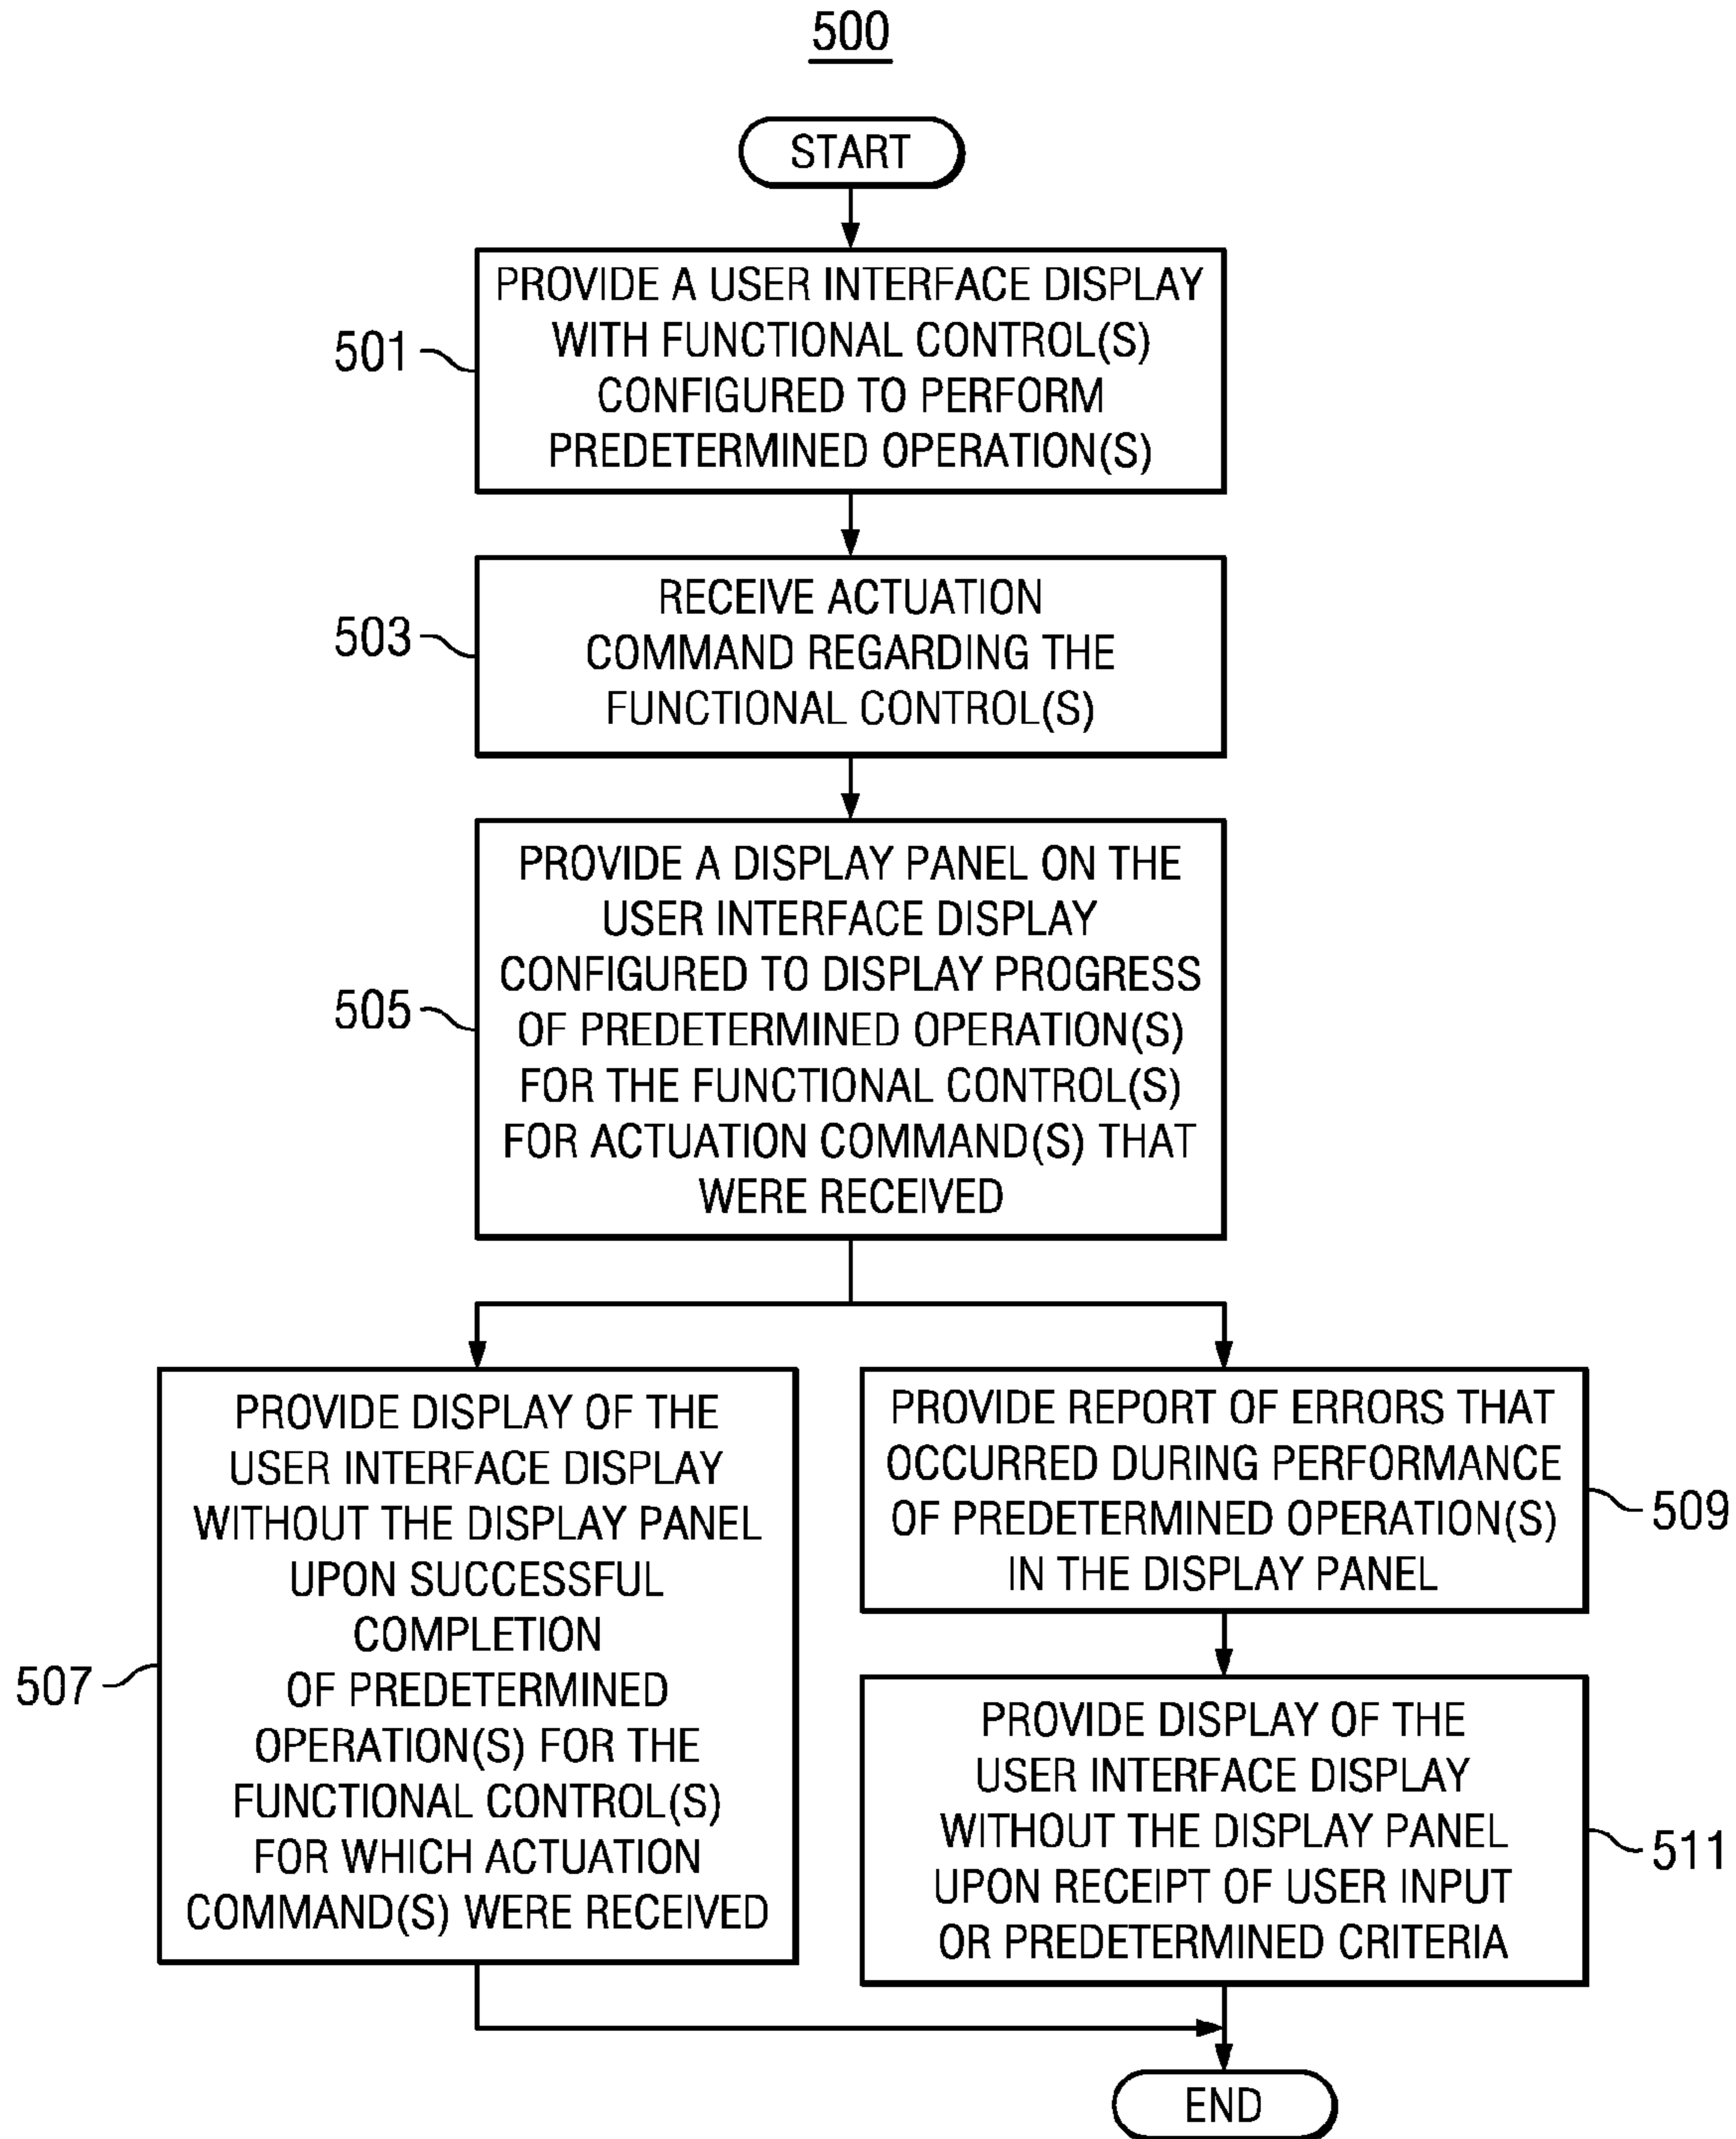 500
START
PROVIDE A USER INTERFACE DISPLAY
WITH FUNCTIONAL CONTROL(S)
CONFIGURED TO PERFORM
PREDETERMINED OPERATION(S)
501
RECEIVE ACTUATION
COMMAND REGARDING THE
FUNCTIONAL CONTROL(S)
503
PROVIDE A DISPLAY PANEL ON THE
USER INTERFACE DISPLAY
CONFIGURED TO DISPLAY PROGRESS
OF PREDETERMINED OPERATION(S)
FOR THE FUNCTIONAL CONTROL(S)
FOR ACTUATION COMMAND(S) THAT
WERE RECEIVED
505
PROVIDE DISPLAY OF THE
USER INTERFACE DISPLAY
WITHOUT THE DISPLAY PANEL
UPON SUCCESSFUL
COMPLETION
OF PREDETERMINED
OPERATION(S) FOR THE
FUNCTIONAL CONTROL(S)
FOR WHICH ACTUATION
COMMAND(S) WERE RECEIVED
507
PROVIDE REPORT OF ERRORS THAT
OCCURRED DURING PERFORMANCE
OF PREDETERMINED OPERATION(S)
IN THE DISPLAY PANEL
509
PROVIDE DISPLAY OF THE
USER INTERFACE DISPLAY
WITHOUT THE DISPLAY PANEL
UPON RECEIPT OF USER INPUT
OR PREDETERMINED CRITERIA
511
END